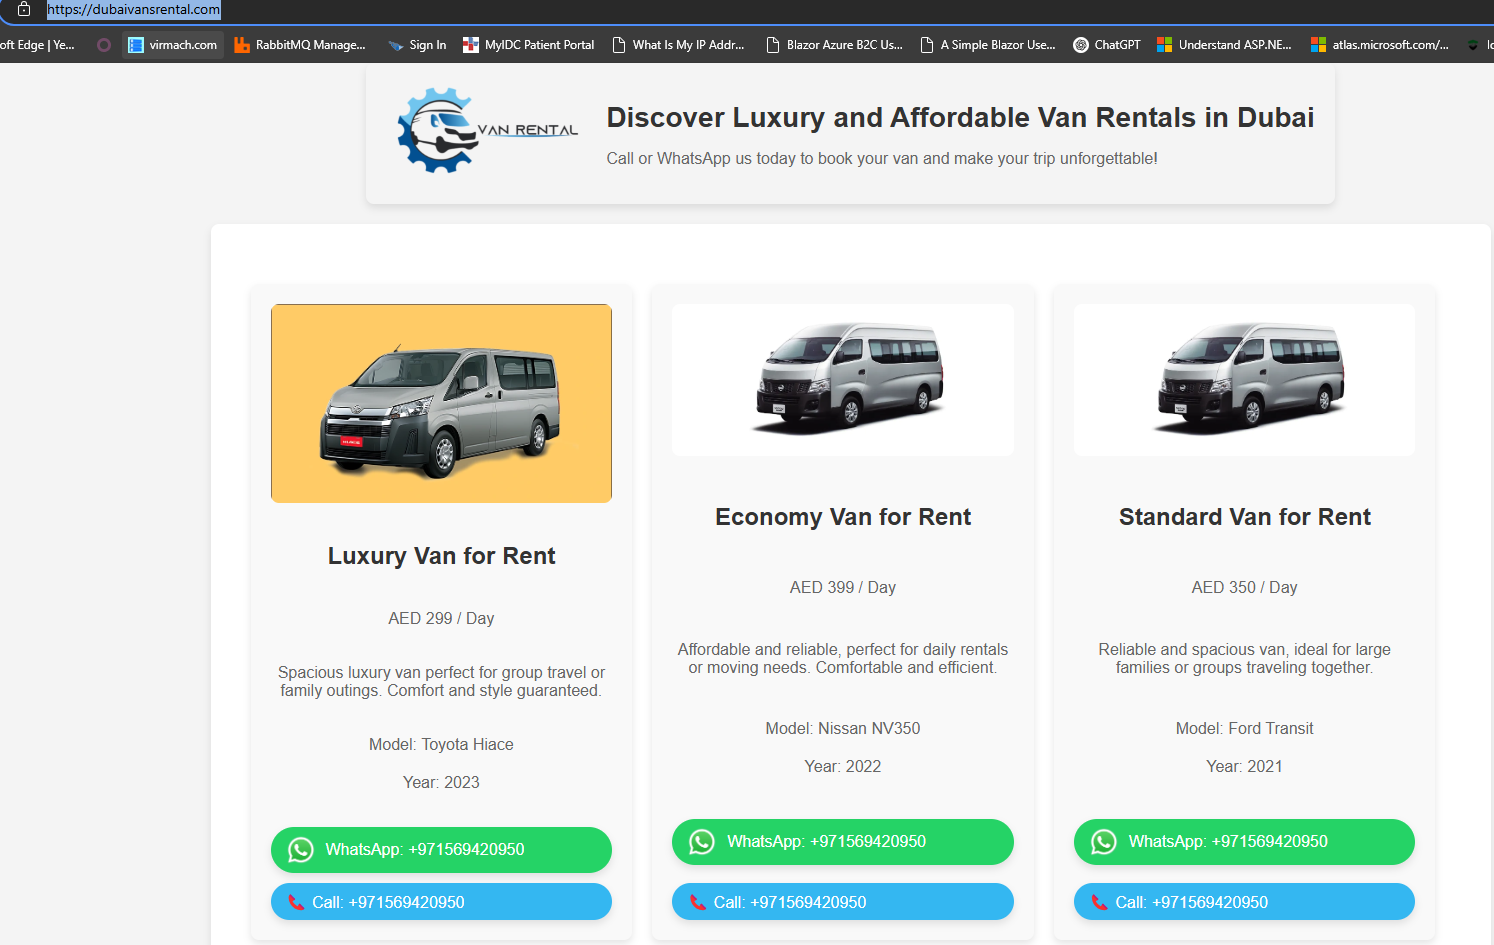 https://dubaivansrental.com
oft Edge | Ye... virmach.com RabbitMQ Manage... Sign In MyIDC Patient Portal What Is My IP Addr... Blazor Azure B2C Us... A Simple Blazor Use... ChatGPT Understand ASP.NE... atlas.microsoft.com/...
VAN RENTAL
Discover Luxury and Affordable Van Rentals in Dubai
Call or WhatsApp us today to book your van and make your trip unforgettable!
Luxury Van for Rent
AED 299 / Day
Spacious luxury van perfect for group travel or
family outings. Comfort and style guaranteed.
Model: Toyota Hiace
Year: 2023
WhatsApp: +971569420950
Call: +971569420950
Economy Van for Rent
AED 399 / Day
Affordable and reliable, perfect for daily rentals
or moving needs. Comfortable and efficient.
Model: Nissan NV350
Year: 2022
WhatsApp: +971569420950
Call: +971569420950
Standard Van for Rent
AED 350 / Day
Reliable and spacious van, ideal for large
families or groups traveling together.
Model: Ford Transit
Year: 2021
WhatsApp: +971569420950
Call: +971569420950